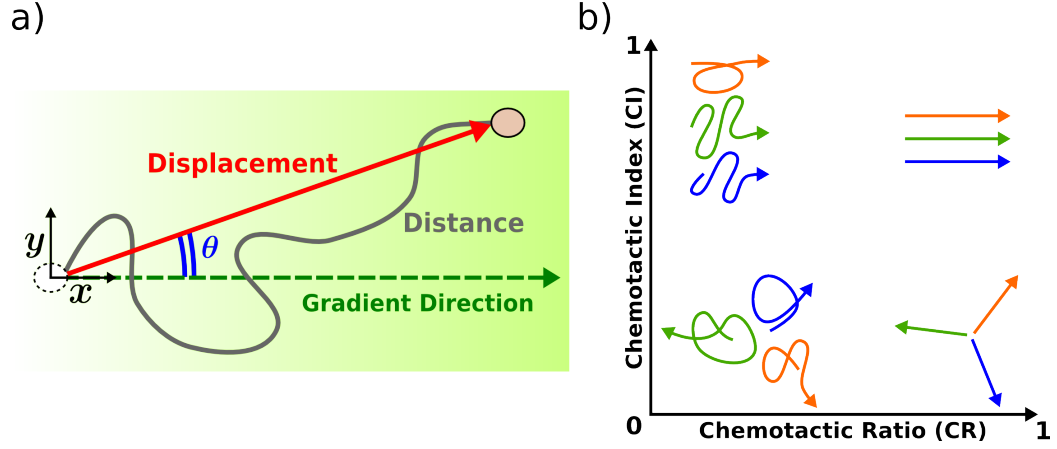 a)
Displacement
Distance
y
θ
x
Gradient Direction
b)
1
Chemotactic Index (CI)
0
Chemotactic Ratio (CR)
1